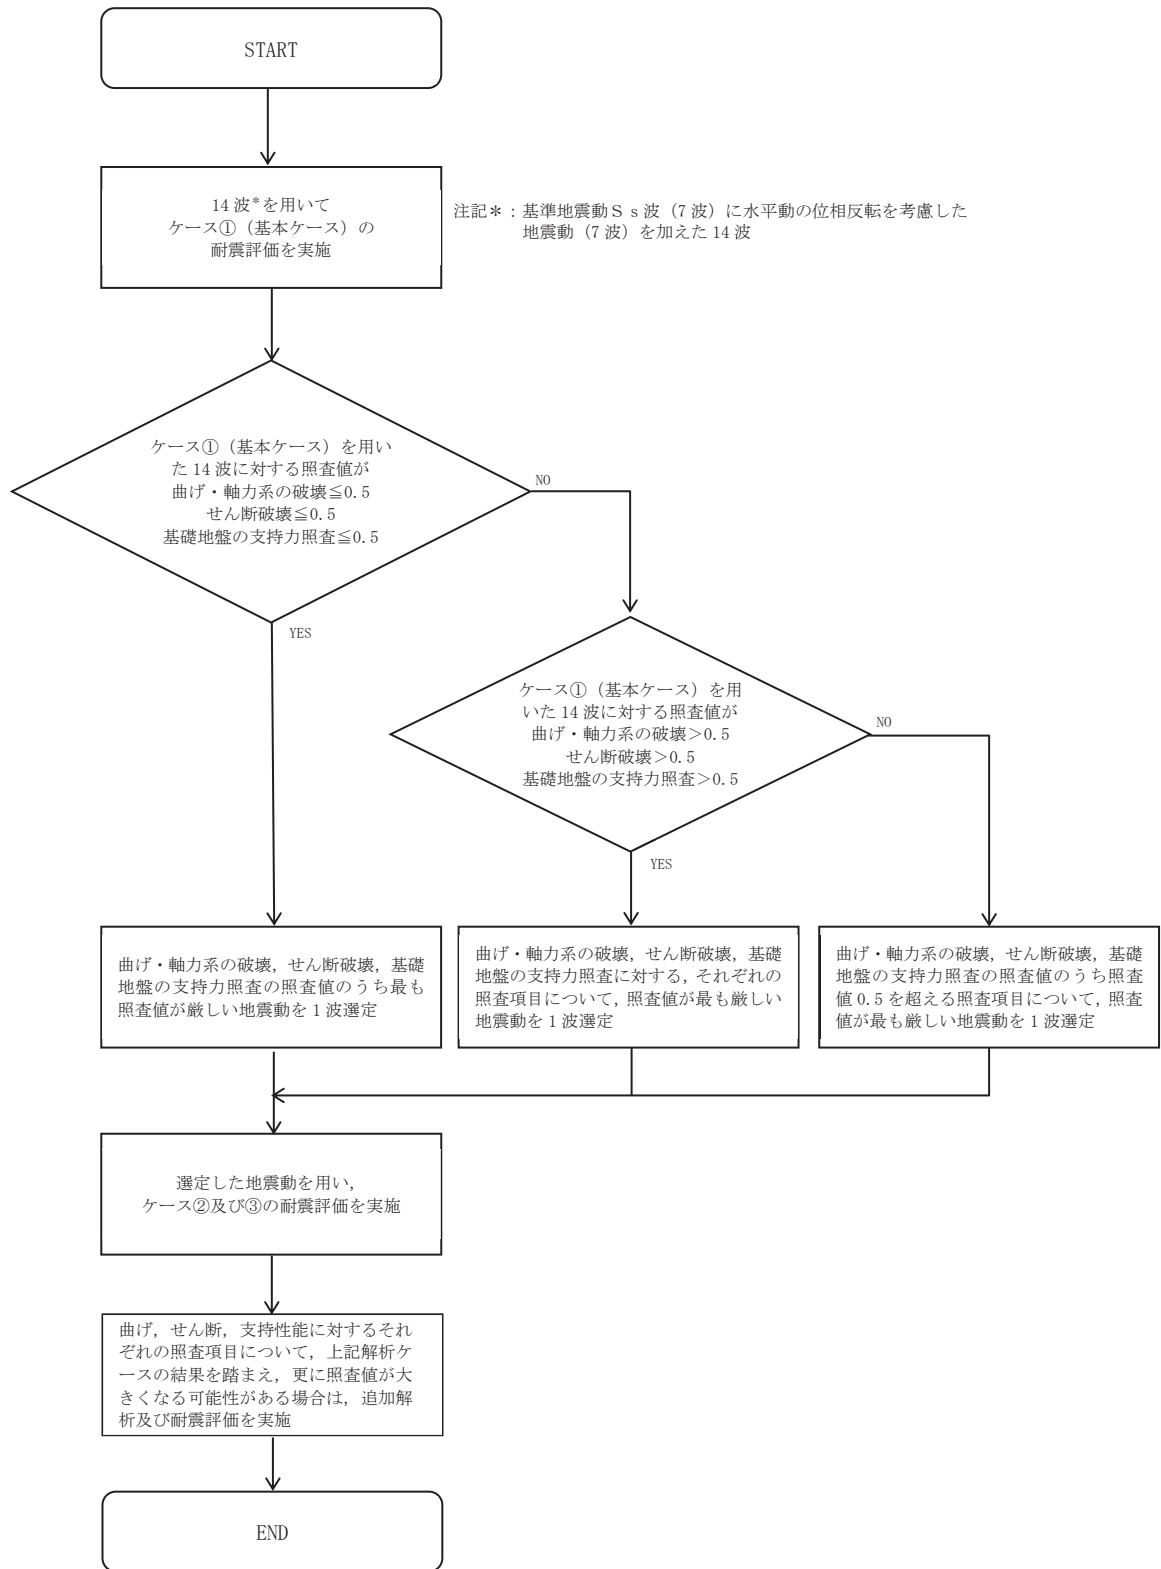 START
14 波*を用いて
ケース①（基本ケース）の
耐震評価を実施
注記＊：基準地震動Ｓｓ波（7 波）に水平動の位相反転を考慮した
地震動（7 波）を加えた 14 波
ケース①（基本ケース）を用い
た 14 波に対する照査値が
曲げ・軸力系の破壊≦0.5
せん断破壊≦0.5
基礎地盤の支持力照査≦0.5
NO
YES
ケース①（基本ケース）を用
いた 14 波に対する照査値が
曲げ・軸力系の破壊＞0.5
せん断破壊＞0.5
基礎地盤の支持力照査＞0.5
NO
YES
曲げ・軸力系の破壊，せん断破壊，基礎
地盤の支持力照査の照査値のうち最も
照査値が厳しい地震動を 1 波選定
曲げ・軸力系の破壊，せん断破壊，基礎
地盤の支持力照査に対する，それぞれの
照査項目について，照査値が最も厳しい
地震動を 1 波選定
曲げ・軸力系の破壊，せん断破壊，基礎
地盤の支持力照査の照査値のうち照査
値 0.5 を超える照査項目について，照査
値が最も厳しい地震動を 1 波選定
選定した地震動を用い，
ケース②及び③の耐震評価を実施
曲げ，せん断，支持性能に対するそれ
ぞれの照査項目について，上記解析ケ
ースの結果を踏まえ，更に照査値が大
きくなる可能性がある場合は，追加解
析及び耐震評価を実施
END